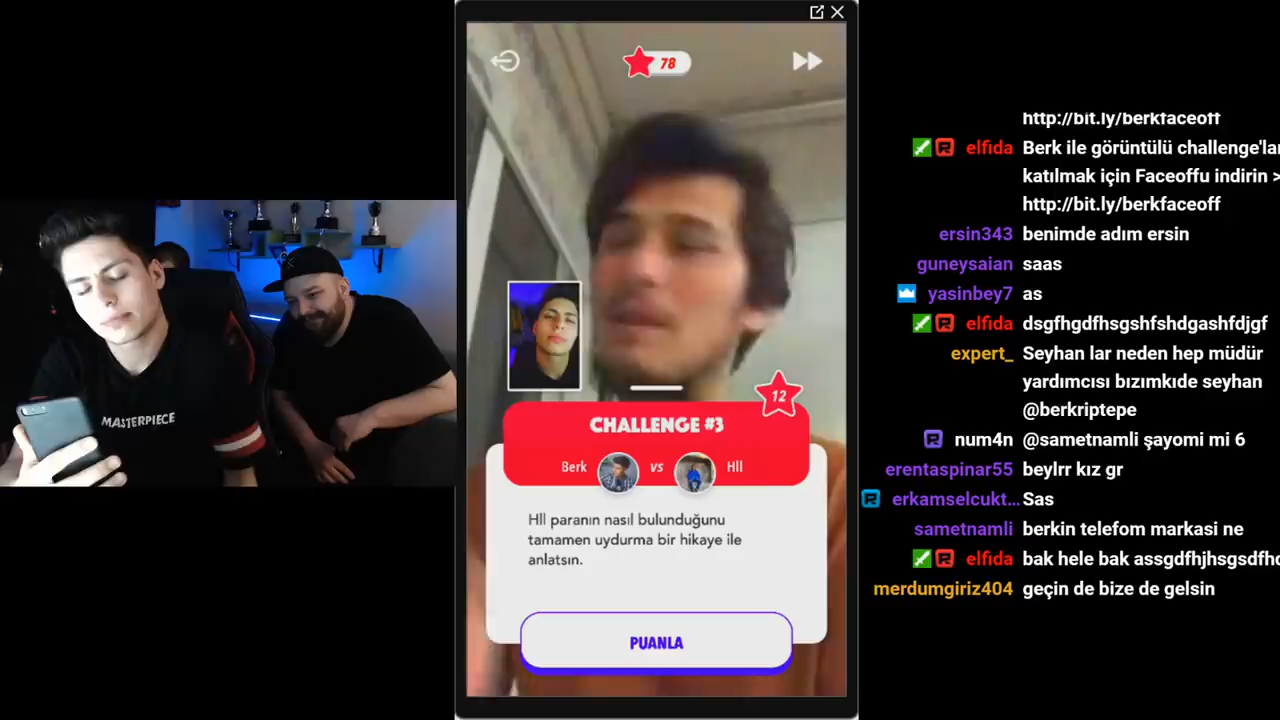 78
MASTERPIECE
12
CHALLENGE #3
Berk vs Hll
Hll paranın nasıl bulunduğunu
tamamen uydurma bir hikaye ile
anlatsın.
PUANLA
http://bit.ly/berkfaceoff
elfida Berk ile görüntülü challenge'lar
katılmak için Faceoffu indirin >
http://bit.ly/berkfaceoff
ersin343 benimde adım ersin
guneysaian saas
yasinbey7 as
elfida dsgfhgdfhsgshfshdgashfdjgf
expert_ Seyhan lar neden hep müdür
yardımcısı bızımkıde seyhan
@berkriptepe
num4n @sametnamli şayomi mi 6
erentaspinar55 beylrr kız gr
erkamselcukt... Sas
sametnamli berkin telefom markasi ne
elfida bak hele bak assgdfhjhsgsdfhd
merdumgiriz404 geçin de bize de gelsin